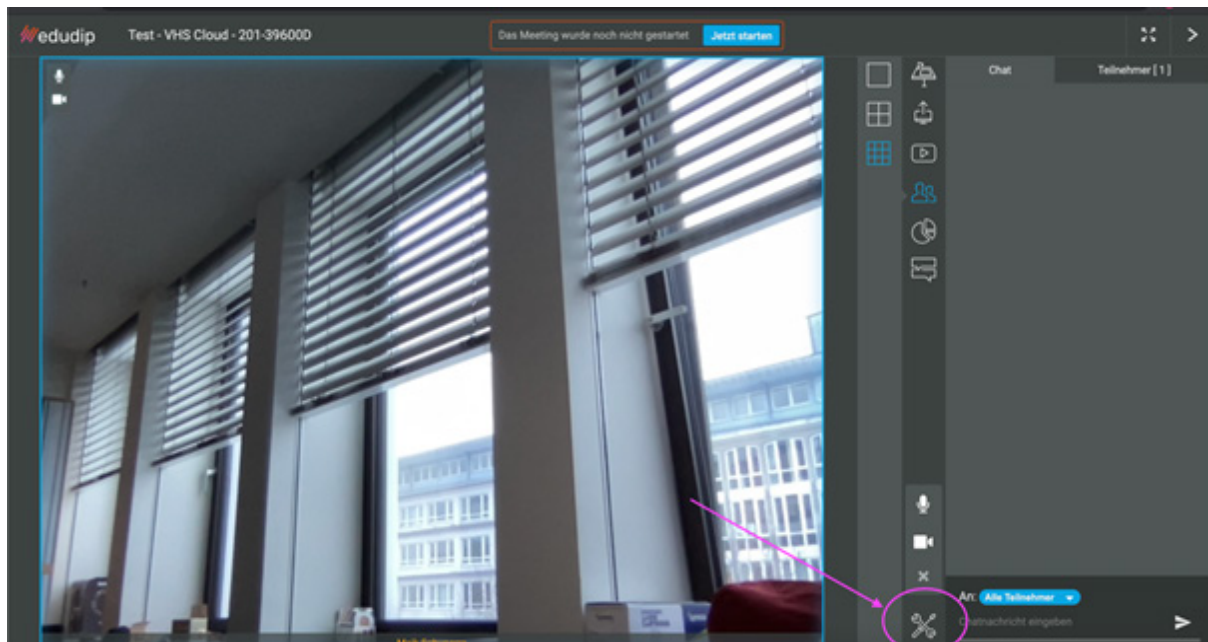 edudip
Test - VHS Cloud - 201-39600D
Das Meeting wurde noch nicht gestartet
Jetzt starten
Chat
Teilnehmer [ 1 ]
An: Alle Teilnehmer
Chatnachricht eingeben